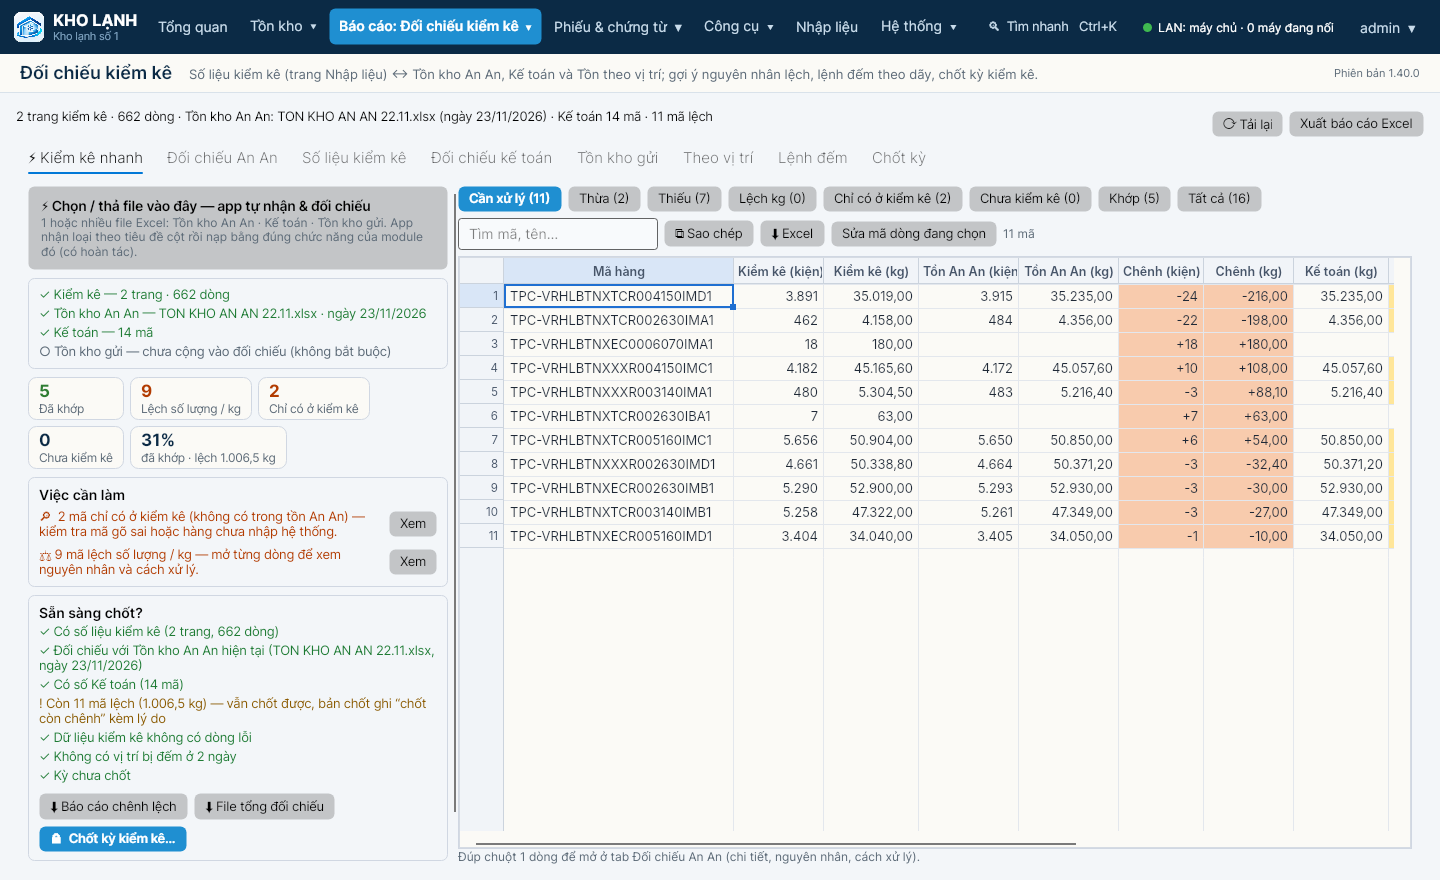 KHO LẠNH
Kho lạnh số 1
Tổng quan
Tồn kho ▾
Báo cáo: Đối chiếu kiểm kê ▾
Phiếu & chứng từ ▾
Công cụ ▾
Nhập liệu
Hệ thống ▾
Tìm nhanh Ctrl+K
LAN: máy chủ · 0 máy đang nối
admin ▾
Đối chiếu kiểm kê
Số liệu kiểm kê (trang Nhập liệu) ↔ Tồn kho An An, Kế toán và Tồn theo vị trí; gợi ý nguyên nhân lệch, lệnh đếm theo dãy, chốt kỳ kiểm kê.
Phiên bản 1.40.0
2 trang kiểm kê · 662 dòng · Tồn kho An An: TON KHO AN AN 22.11.xlsx (ngày 23/11/2026) · Kế toán 14 mã · 11 mã lệch
⟳ Tải lại
Xuất báo cáo Excel
⚡ Kiểm kê nhanh
Đối chiếu An An
Số liệu kiểm kê
Đối chiếu kế toán
Tồn kho gửi
Theo vị trí
Lệnh đếm
Chốt kỳ
⚡ Chọn / thả file vào đây — app tự nhận & đối chiếu
1 hoặc nhiều file Excel: Tồn kho An An · Kế toán · Tồn kho gửi. App
nhận loại theo tiêu đề cột rồi nạp bằng đúng chức năng của module
đó (có hoàn tác).
✓ Kiểm kê — 2 trang · 662 dòng
✓ Tồn kho An An — TON KHO AN AN 22.11.xlsx · ngày 23/11/2026
✓ Kế toán — 14 mã
○ Tồn kho gửi — chưa cộng vào đối chiếu (không bắt buộc)
5
Đã khớp
9
Lệch số lượng / kg
2
Chỉ có ở kiểm kê
0
Chưa kiểm kê
31%
đã khớp · lệch 1.006,5 kg
Việc cần làm
2 mã chỉ có ở kiểm kê (không có trong tồn An An) —
kiểm tra mã gõ sai hoặc hàng chưa nhập hệ thống.
Xem
⚖ 9 mã lệch số lượng / kg — mở từng dòng để xem
nguyên nhân và cách xử lý.
Xem
Sẵn sàng chốt?
✓ Có số liệu kiểm kê (2 trang, 662 dòng)
✓ Đối chiếu với Tồn kho An An hiện tại (TON KHO AN AN 22.11.xlsx,
ngày 23/11/2026)
✓ Có số Kế toán (14 mã)
! Còn 11 mã lệch (1.006,5 kg) — vẫn chốt được, bản chốt ghi “chốt
còn chênh” kèm lý do
✓ Dữ liệu kiểm kê không có dòng lỗi
✓ Không có vị trí bị đếm ở 2 ngày
✓ Kỳ chưa chốt
⬇ Báo cáo chênh lệch
⬇ File tổng đối chiếu
Chốt kỳ kiểm kê...
Cần xử lý (11)
Thừa (2)
Thiếu (7)
Lệch kg (0)
Chỉ có ở kiểm kê (2)
Chưa kiểm kê (0)
Khớp (5)
Tất cả (16)
Tìm mã, tên...
⧉ Sao chép
⬇ Excel
Sửa mã dòng đang chọn
11 mã
Mã hàng Kiểm kê (kiện) Kiểm kê (kg) Tồn An An (kiện Tồn An An (kg) Chênh (kiện) Chênh (kg) Kế toán (kg)
1 TPC-VRHLBTNXTCR004150IMD1 3.891 35.019,00 3.915 35.235,00 -24 -216,00 35.235,00
2 TPC-VRHLBTNXTCR002630IMA1 462 4.158,00 484 4.356,00 -22 -198,00 4.356,00
3 TPC-VRHLBTNXEC0006070IMA1 18 180,00 +18 +180,00
4 TPC-VRHLBTNXXXR004150IMC1 4.182 45.165,60 4.172 45.057,60 +10 +108,00 45.057,60
5 TPC-VRHLBTNXXXR003140IMA1 480 5.304,50 483 5.216,40 -3 +88,10 5.216,40
6 TPC-VRHLBTNXTCR002630IBA1 7 63,00 +7 +63,00
7 TPC-VRHLBTNXTCR005160IMC1 5.656 50.904,00 5.650 50.850,00 +6 +54,00 50.850,00
8 TPC-VRHLBTNXXXR002630IMD1 4.661 50.338,80 4.664 50.371,20 -3 -32,40 50.371,20
9 TPC-VRHLBTNXECR002630IMB1 5.290 52.900,00 5.293 52.930,00 -3 -30,00 52.930,00
10 TPC-VRHLBTNXTCR003140IMB1 5.258 47.322,00 5.261 47.349,00 -3 -27,00 47.349,00
11 TPC-VRHLBTNXECR005160IMD1 3.404 34.040,00 3.405 34.050,00 -1 -10,00 34.050,00
Đúp chuột 1 dòng để mở ở tab Đối chiếu An An (chi tiết, nguyên nhân, cách xử lý).